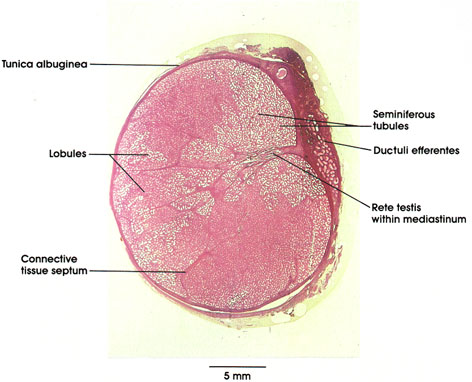 Tunica albuginea
Lobules
Connective
tissue septum
Seminiferous
tubules
Ductuli efferentes
Rete testis
within mediastinum
5 mm